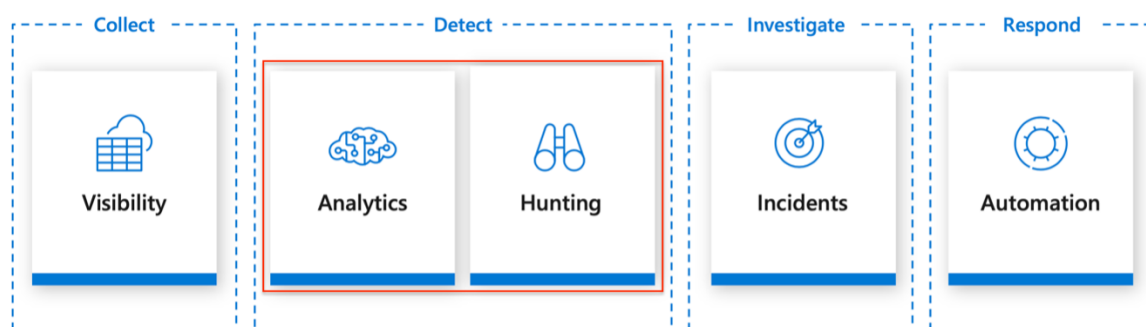 Collect
Detect
Investigate
Respond
Visibility
Analytics
Hunting
Incidents
Automation